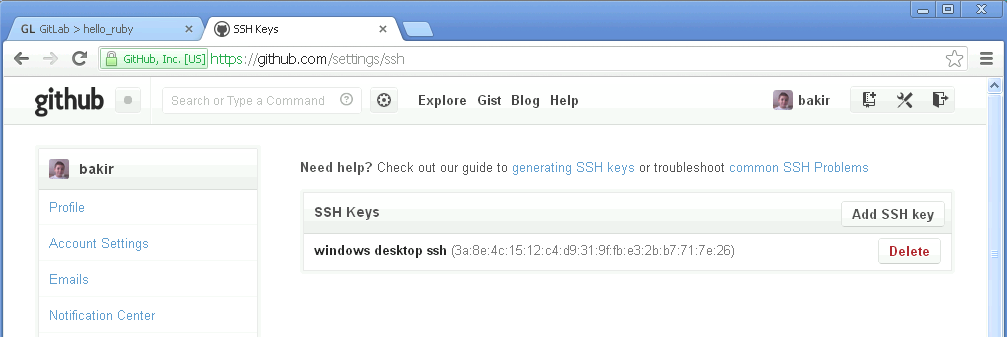 GL GitLab > hello_ruby
SSH Keys
GitHub, Inc. [US] https://github.com/settings/ssh
github Search or Type a Command Explore Gist Blog Help bakir
bakir
Profile
Account Settings
Emails
Notification Center
Need help? Check out our guide to generating SSH keys or troubleshoot common SSH Problems
SSH Keys Add SSH key
windows desktop ssh (3a:8e:4c:15:12:c4:d9:31:9f:fb:e3:2b:b7:71:7e:26) Delete